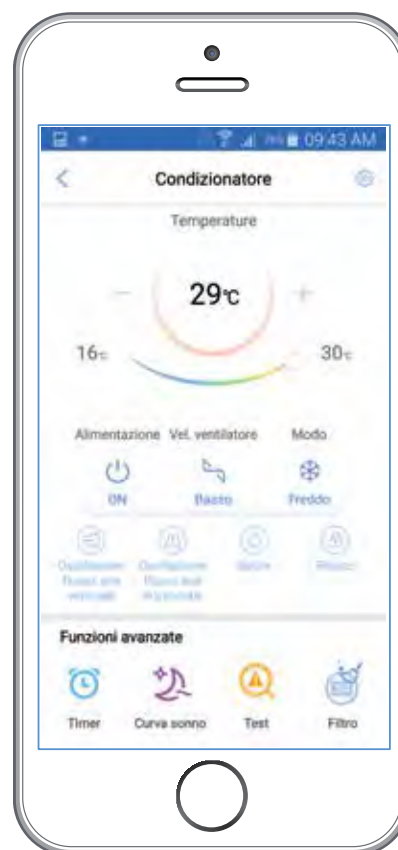 09:43 AM
Condizionatore
Temperature
29°C
16°C 30°C
Alimentazione Vel. ventilatore Modo
ON Basso Freddo
Funzioni avanzate
Timer Curva sonno Test Filtro